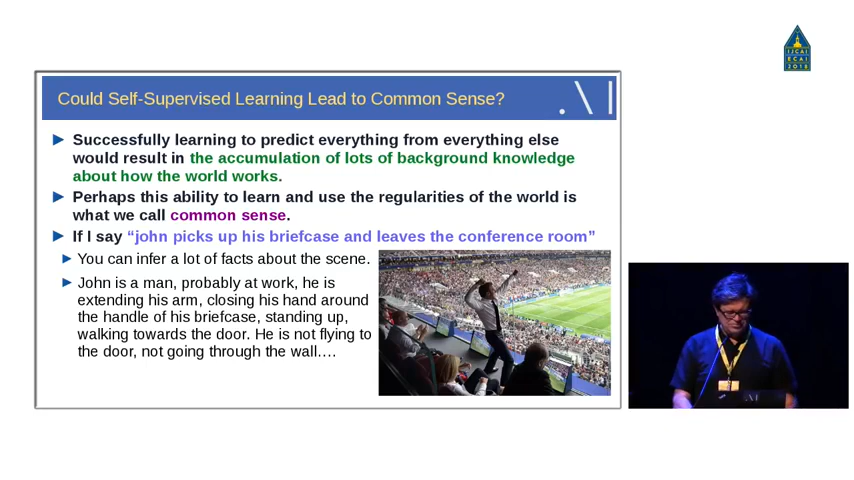 IJCAI
ECAI
2018
Could Self-Supervised Learning Lead to Common Sense?
► Successfully learning to predict everything from everything else
would result in the accumulation of lots of background knowledge
about how the world works.
► Perhaps this ability to learn and use the regularities of the world is
what we call common sense.
► If I say “john picks up his briefcase and leaves the conference room”
► You can infer a lot of facts about the scene.
► John is a man, probably at work, he is
extending his arm, closing his hand around
the handle of his briefcase, standing up,
walking towards the door. He is not flying to
the door, not going through the wall….